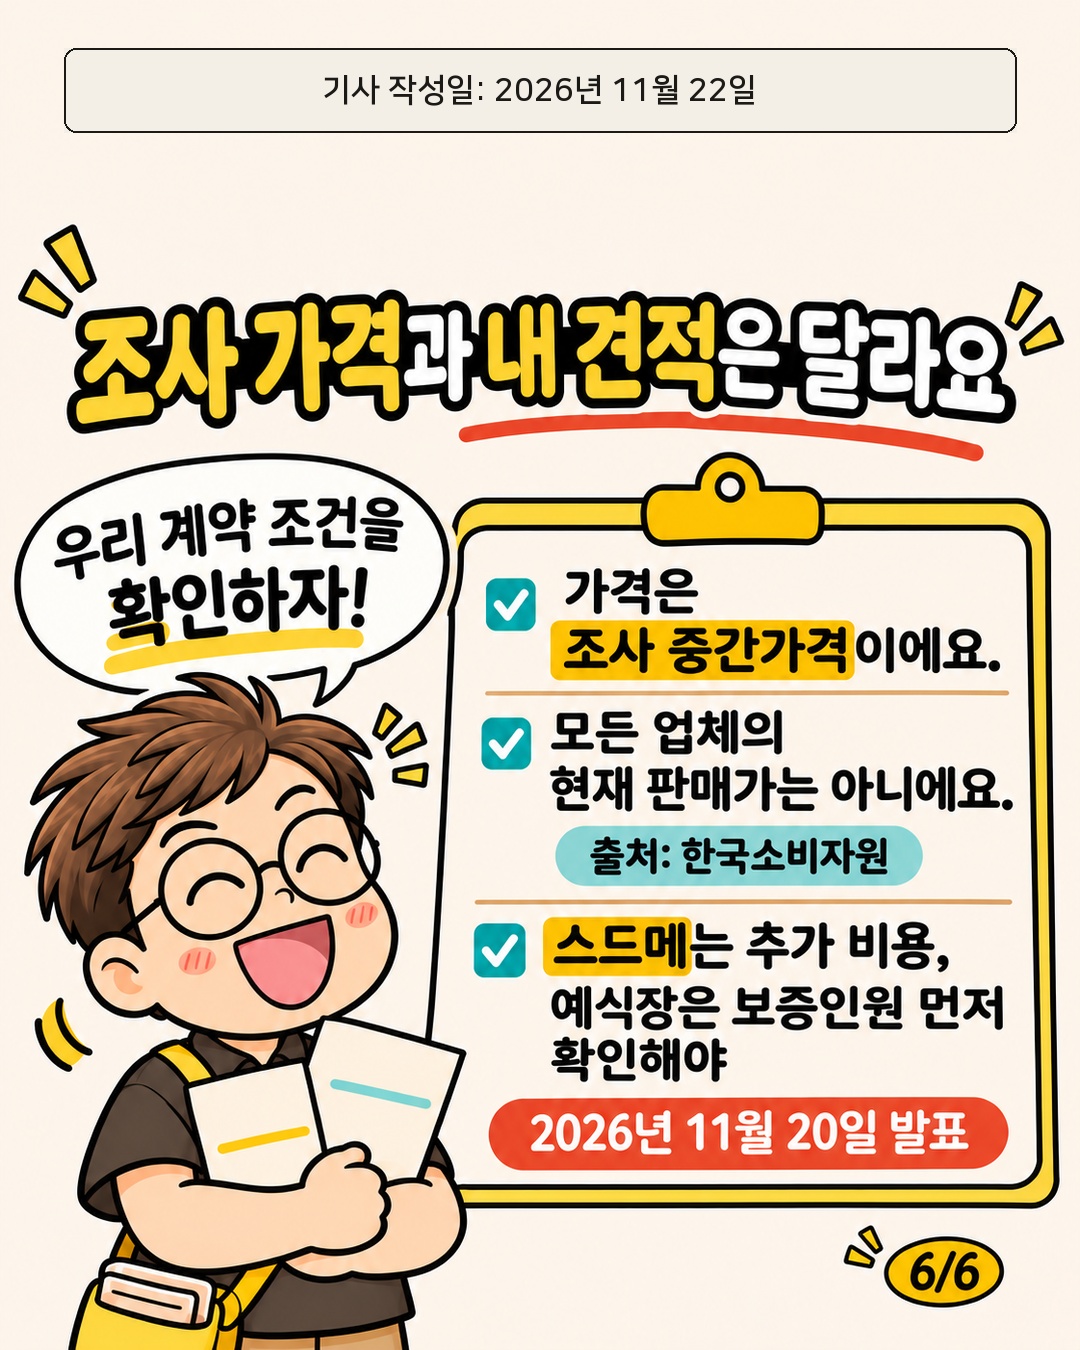 기사 작성일: 2026년 11월 22일
조사 가격과 내 견적은 달라요
우리 계약 조건을
확인하자!
가격은
조사 중간가격이에요.
모든 업체의
현재 판매가는 아니에요.
출처: 한국소비자원
스드메는 추가 비용,
예식장은 보증인원 먼저
확인해야
2026년 11월 20일 발표
6/6